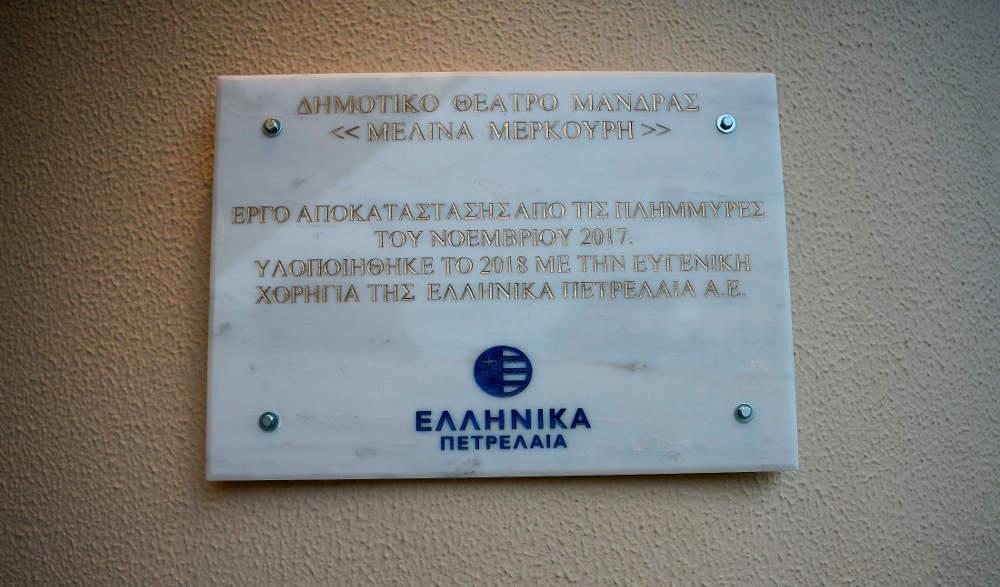 ΔΗΜΟΤΙΚΟ ΘΕΑΤΡΟ ΜΑΝΔΡΑΣ
<< ΜΕΛΙΝΑ ΜΕΡΚΟΥΡΗ >>
ΕΡΓΟ ΑΠΟΚΑΤΑΣΤΑΣΗΣ ΑΠΟ ΤΙΣ ΠΛΗΜΜΥΡΕΣ
ΤΟΥ ΝΟΕΜΒΡΙΟΥ 2017.
ΥΛΟΠΟΙΗΘΗΚΕ ΤΟ 2018 ΜΕ ΤΗΝ ΕΥΓΕΝΙΚΗ
ΧΟΡΗΓΙΑ ΤΗΣ ΕΛΛΗΝΙΚΑ ΠΕΤΡΕΛΑΙΑ Α.Ε.
ΕΛΛΗΝΙΚΑ
ΠΕΤΡΕΛΑΙΑ